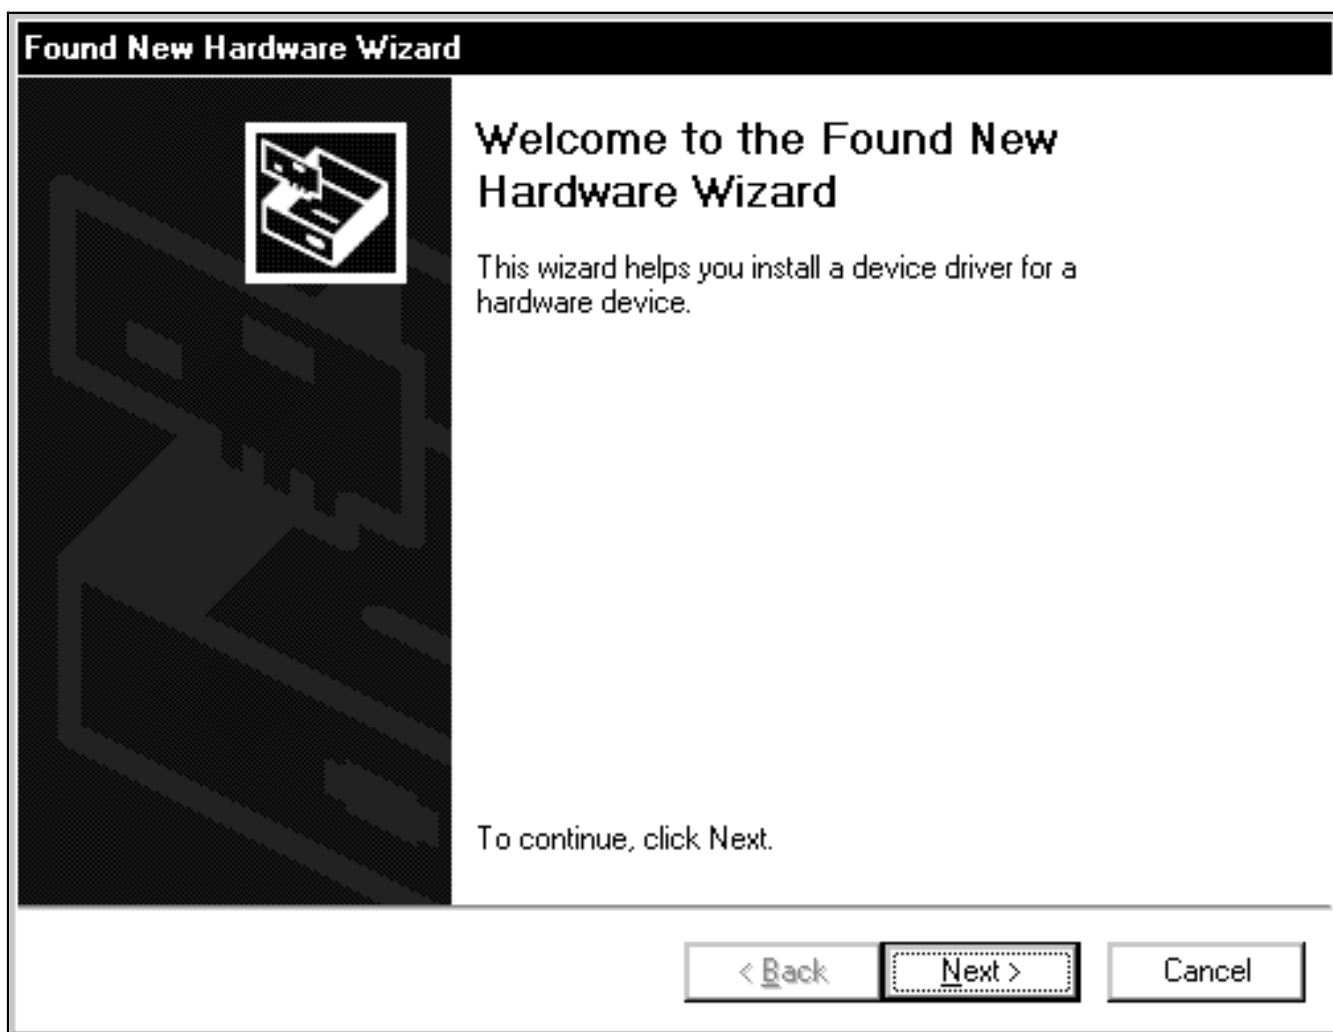 Found New Hardware Wizard
Welcome to the Found New
Hardware Wizard
This wizard helps you install a device driver for a
hardware device.
To continue, click Next.
< Back
Next >
Cancel